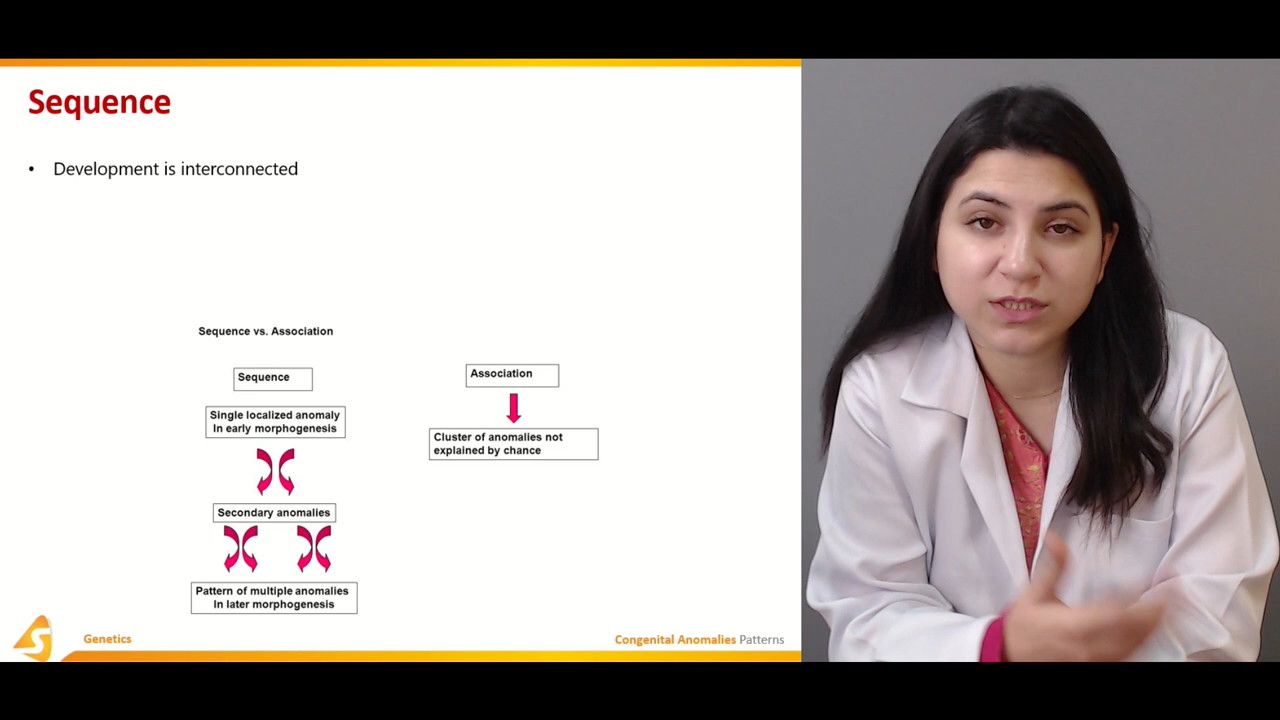 Sequence
• Development is interconnected
Sequence vs. Association
Sequence
Single localized anomaly
In early morphogenesis
Secondary anomalies
Pattern of multiple anomalies
In later morphogenesis
Association
Cluster of anomalies not
explained by chance
Genetics
Congenital Anomalies Patterns